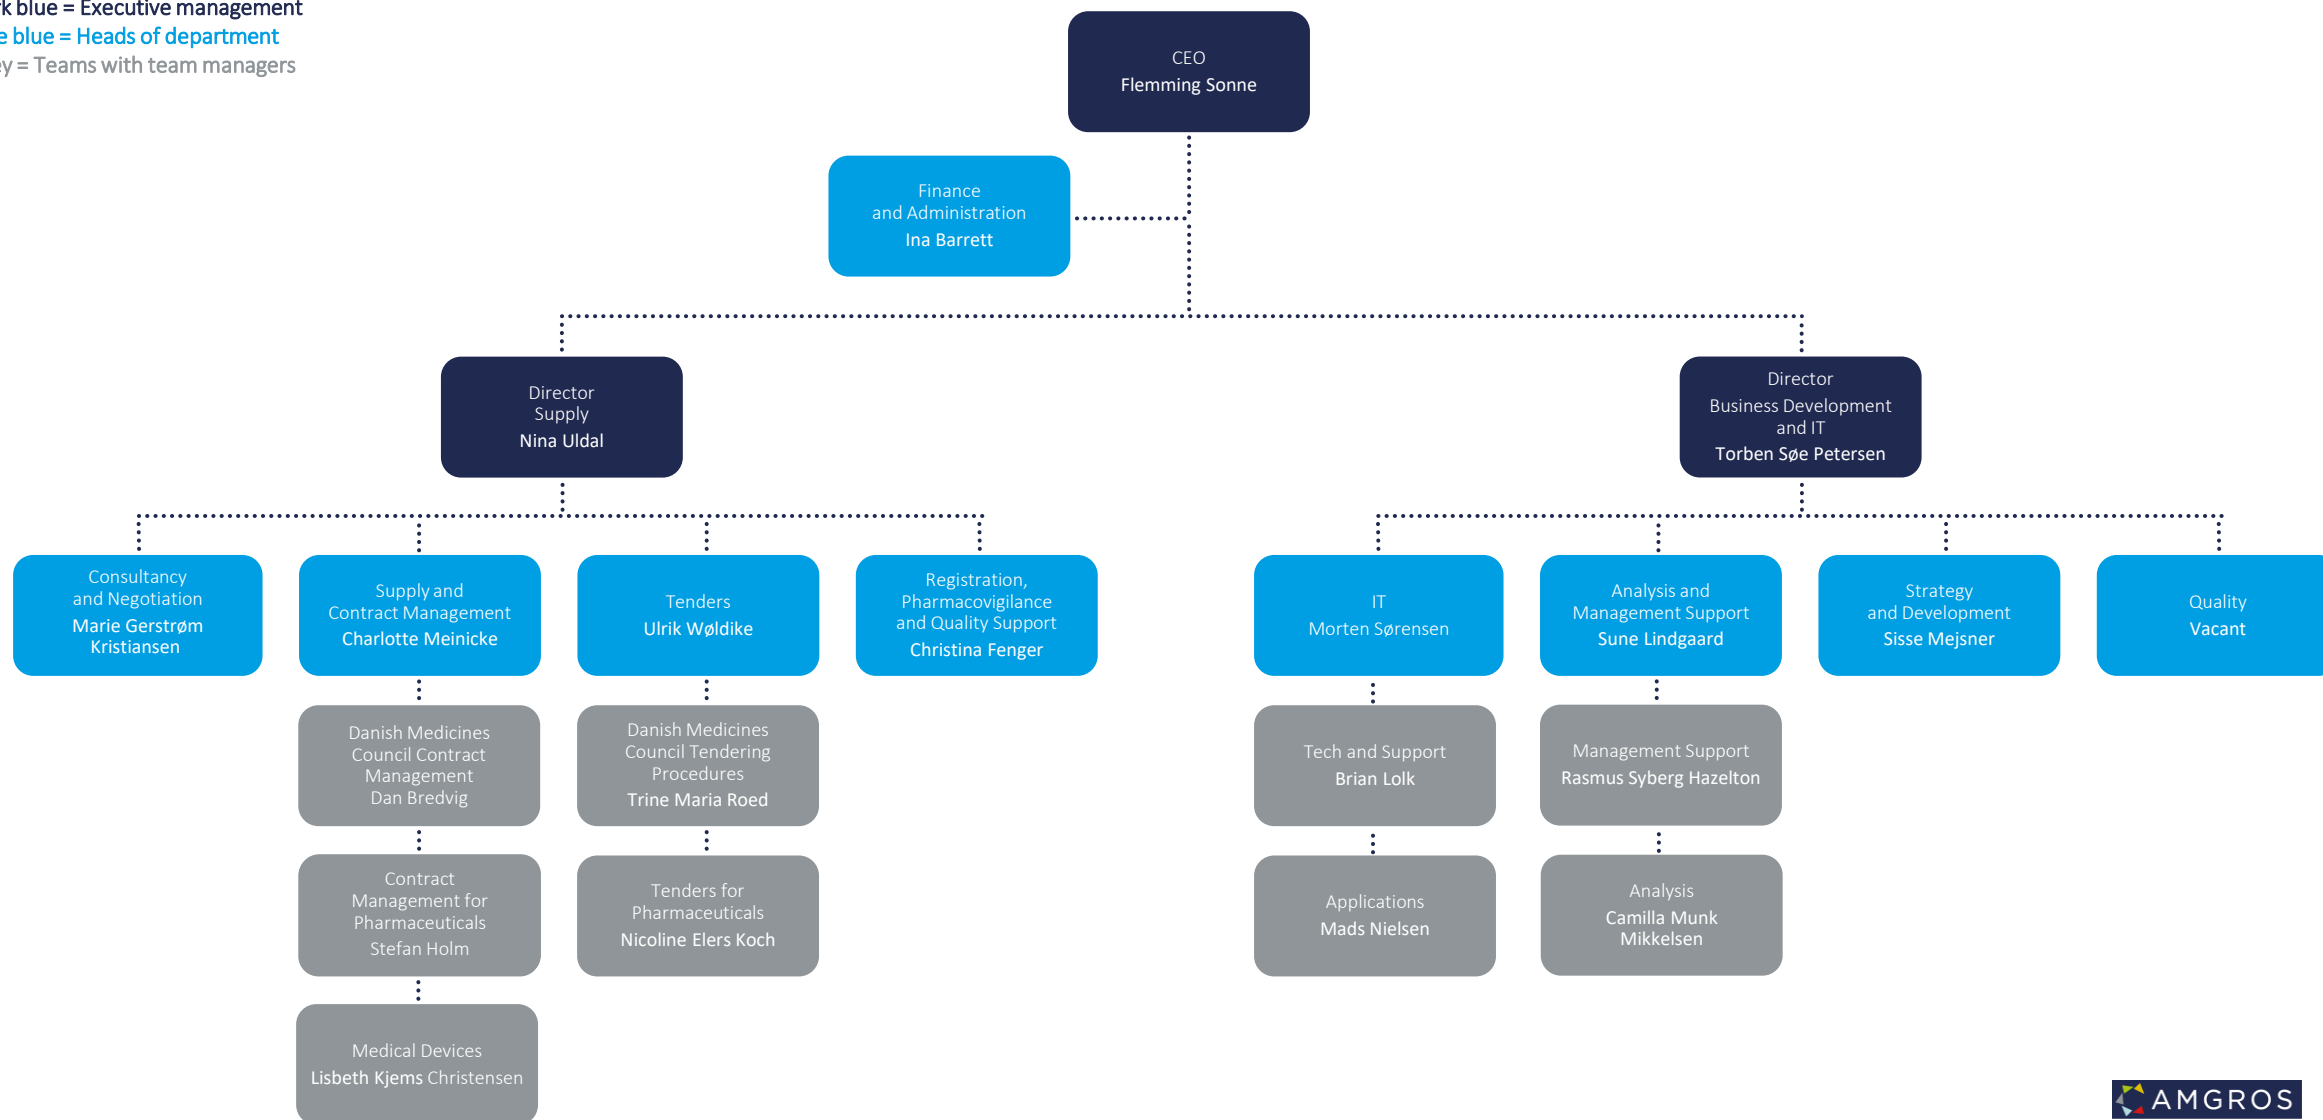 blue = Executive management
blue = Heads of department
= Teams with team managers
CEO
Flemming Sonne
Finance
and Administration
Ina Barrett
Director
Supply
Nina Uldal
Director
Business Development
and IT
Torben Søe Petersen
Consultancy
and Negotiation
Marie Gerstrøm
Kristiansen
Supply and
Contract Management
Charlotte Meinicke
Tenders
Ulrik Wøldike
Registration,
Pharmacovigilance
and Quality Support
Christina Fenger
IT
Morten Sørensen
Analysis and
Management Support
Sune Lindgaard
Strategy
and Development
Sisse Mejsner
Quality
Vacant
Danish Medicines
Council Contract
Management
Dan Bredvig
Danish Medicines
Council Tendering
Procedures
Trine Maria Roed
Tech and Support
Brian Lolk
Management Support
Rasmus Syberg Hazelton
Contract
Management for
Pharmaceuticals
Stefan Holm
Tenders for
Pharmaceuticals
Nicoline Elers Koch
Applications
Mads Nielsen
Analysis
Camilla Munk
Mikkelsen
Medical Devices
Lisbeth Kjems Christensen
AMGROS